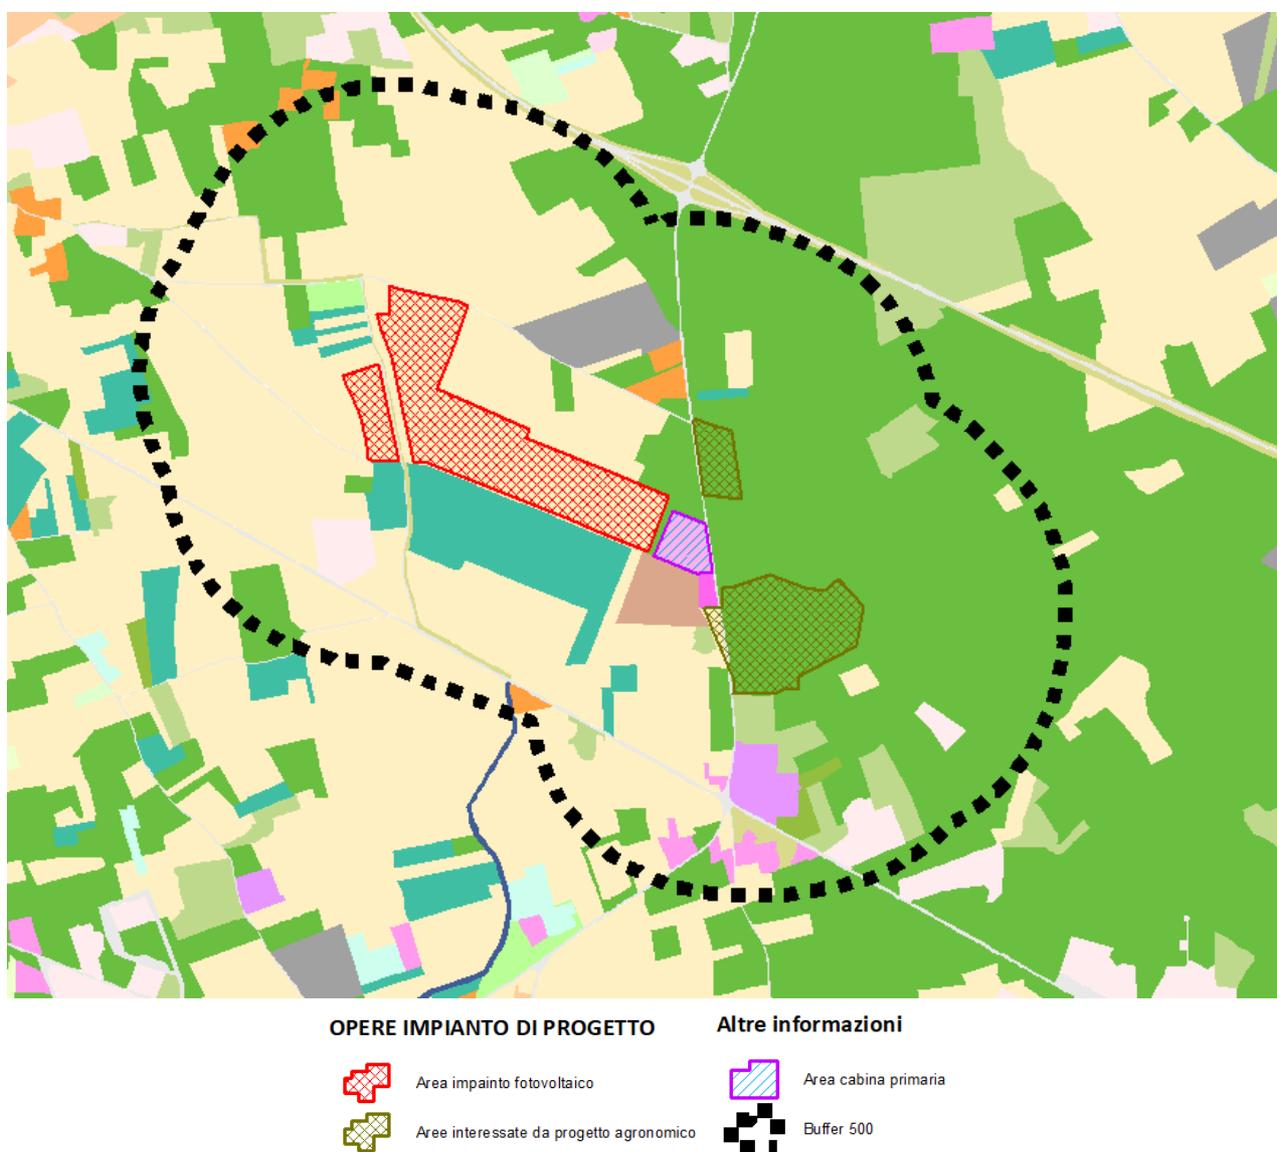 OPERE IMPIANTO DI PROGETTO
Area impainto fotovoltaico
Aree interessate da progetto agronomico
Altre informazioni
Area cabina primaria
Buffer 500